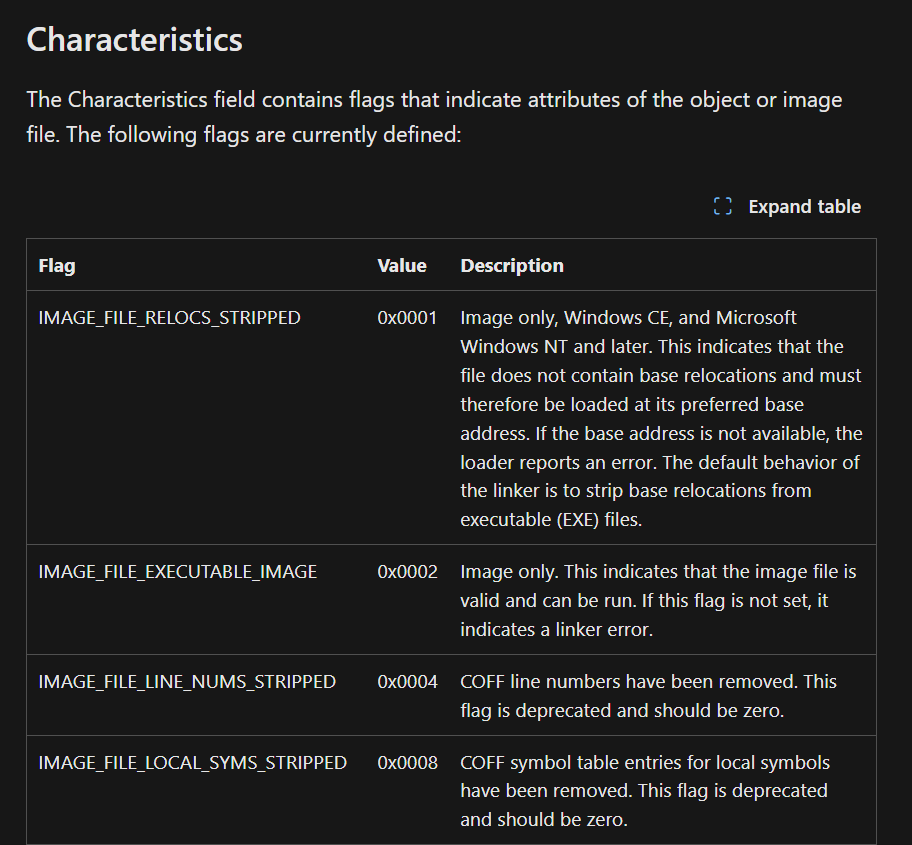 Characteristics
The Characteristics field contains flags that indicate attributes of the object or image
file. The following flags are currently defined:
Expand table
Flag Value Description
IMAGE_FILE_RELOCS_STRIPPED 0x0001 Image only, Windows CE, and Microsoft
Windows NT and later. This indicates that the
file does not contain base relocations and must
therefore be loaded at its preferred base
address. If the base address is not available, the
loader reports an error. The default behavior of
the linker is to strip base relocations from
executable (EXE) files.
IMAGE_FILE_EXECUTABLE_IMAGE 0x0002 Image only. This indicates that the image file is
valid and can be run. If this flag is not set, it
indicates a linker error.
IMAGE_FILE_LINE_NUMS_STRIPPED 0x0004 COFF line numbers have been removed. This
flag is deprecated and should be zero.
IMAGE_FILE_LOCAL_SYMS_STRIPPED 0x0008 COFF symbol table entries for local symbols
have been removed. This flag is deprecated
and should be zero.